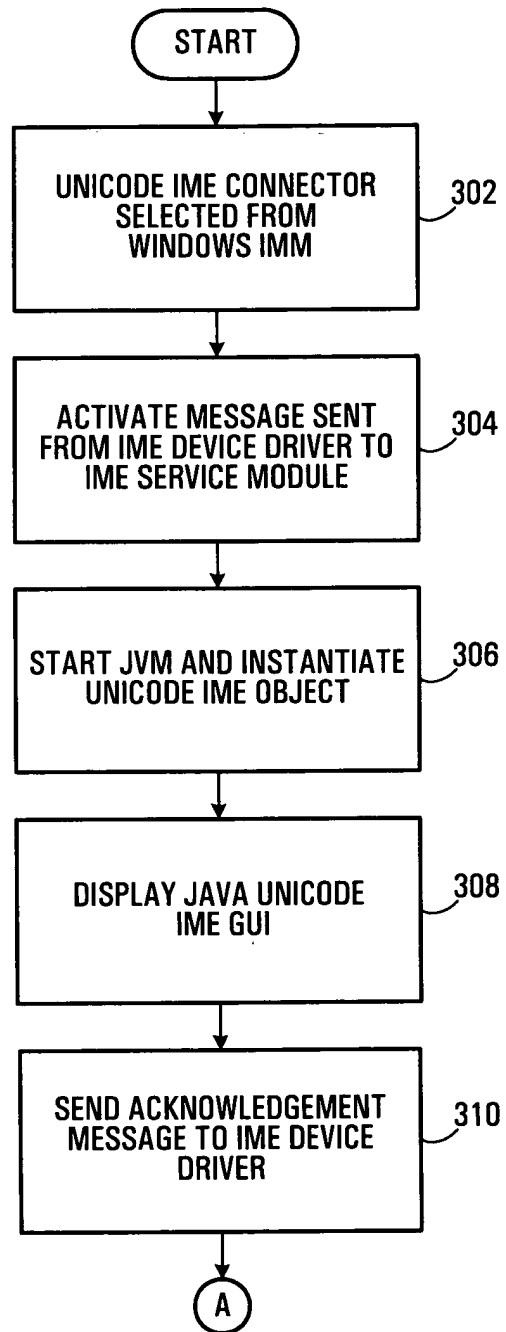 START
UNICODE IME CONNECTOR
SELECTED FROM
WINDOWS IMM
302
ACTIVATE MESSAGE SENT
FROM IME DEVICE DRIVER TO
IME SERVICE MODULE
304
START JVM AND INSTANTIATE
UNICODE IME OBJECT
306
DISPLAY JAVA UNICODE
IME GUI
308
SEND ACKNOWLEDGEMENT
MESSAGE TO IME DEVICE
DRIVER
310
A